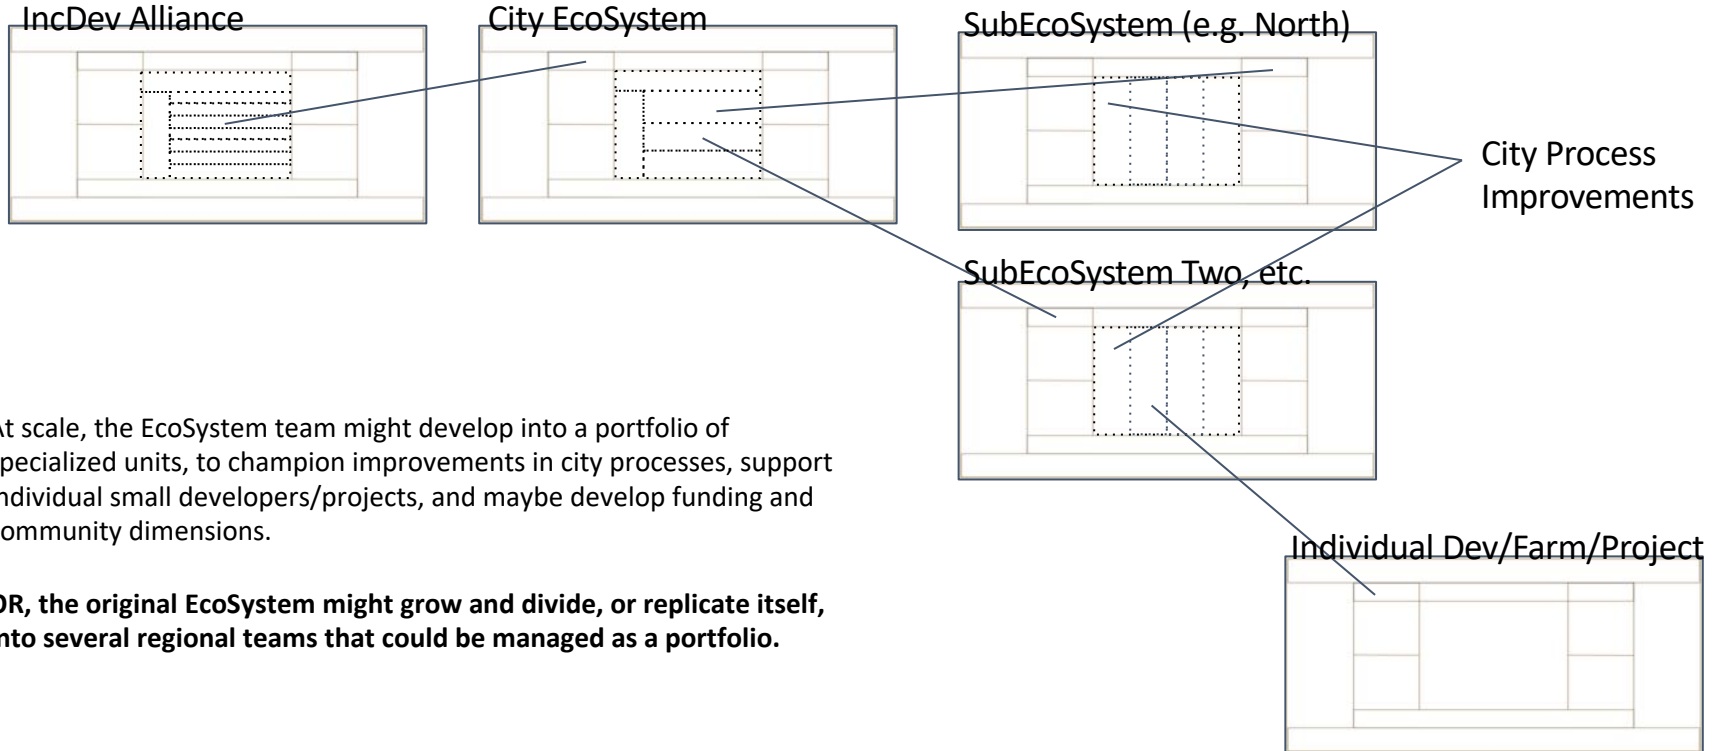 IncDev Alliance
City EcoSystem
SubEcoSystem (e.g. North)
City Process
Improvements
SubEcoSystem Two, etc.
At scale, the EcoSystem team might develop into a portfolio of
specialized units, to champion improvements in city processes, support
individual small developers/projects, and maybe develop funding and
community dimensions.
OR, the original EcoSystem might grow and divide, or replicate itself,
into several regional teams that could be managed as a portfolio.
Individual Dev/Farm/Project